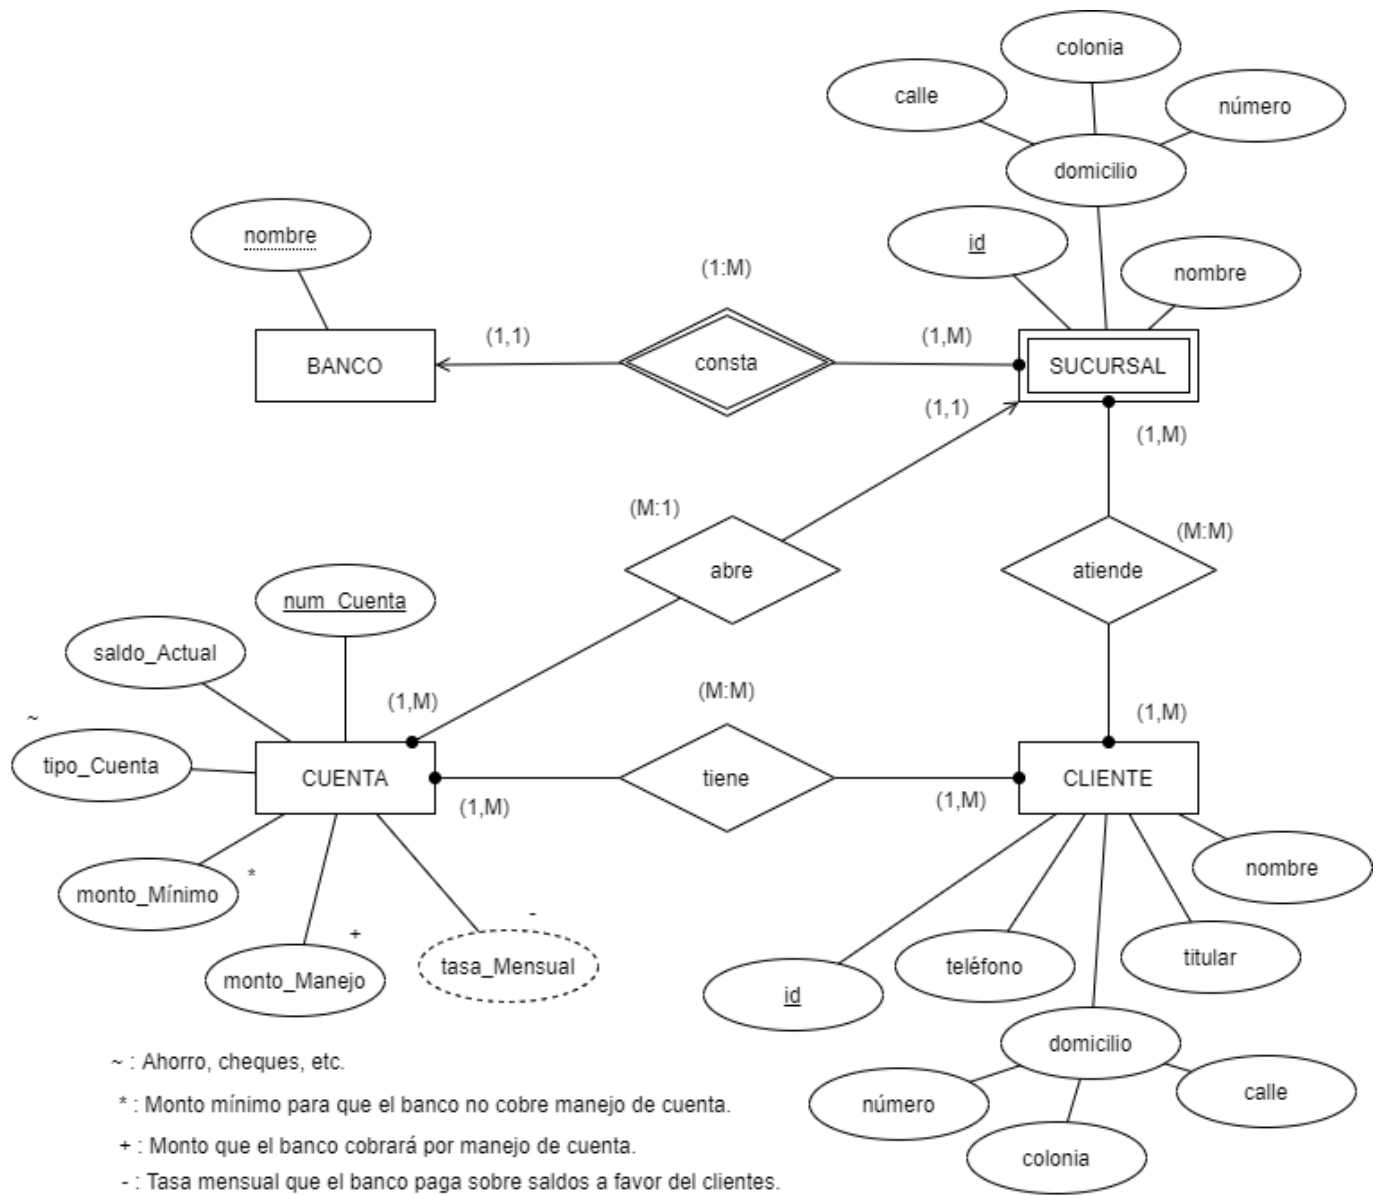 colonia
calle
número
domicilio
nombre
id
nombre
(1:M)
(1,1)
(1,M)
BANCO
consta
SUCURSAL
(1,1)
(1,M)
(M:1)
(M:M)
abre
atiende
num_Cuenta
saldo_Actual
(M:M)
(1,M)
(1,M)
~
tipo_Cuenta
CUENTA
tiene
CLIENTE
(1,M)
(1,M)
monto_Mínimo
*
nombre
-
+
tasa_Mensual
monto_Manejo
teléfono
titular
id
domicilio
número
calle
colonia
~ : Ahorro, cheques, etc.
* : Monto mínimo para que el banco no cobre manejo de cuenta.
+ : Monto que el banco cobrará por manejo de cuenta.
- : Tasa mensual que el banco paga sobre saldos a favor del clientes.